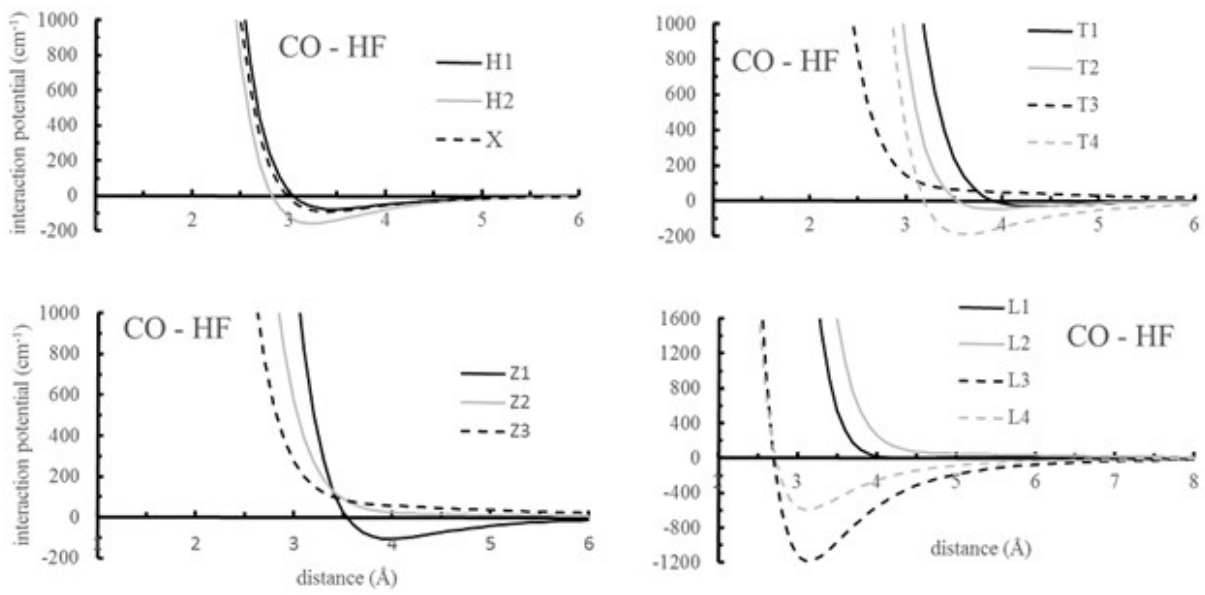 interaction potential (cm⁻¹)
1000
800
600
400
200
0
-200
2
3
4
5
6
CO - HF
H1
H2
X
1000
800
600
400
200
0
-200
2
3
4
5
6
CO - HF
T1
T2
T3
T4
interaction potential (cm⁻¹)
1000
800
600
400
200
0
-200
2
3
4
5
6
CO - HF
Z1
Z2
Z3
distance (Å)
1600
1200
800
400
0
-400
-800
-1200
2
3
4
5
6
7
8
L1
L2
L3
L4
CO - HF
distance (Å)